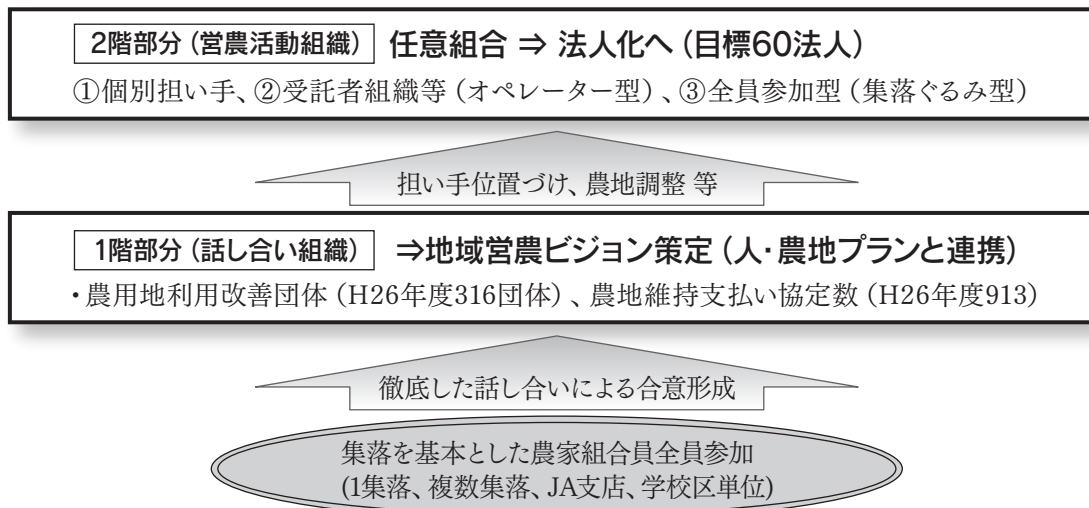 2階部分（営農活動組織） 任意組合 ⇒ 法人化へ（目標60法人）
①個別担い手、②受託者組織等（オペレーター型）、③全員参加型（集落ぐるみ型）
担い手位置づけ、農地調整 等
1階部分（話し合い組織） ⇒地域営農ビジョン策定（人・農地プランと連携）
・農用地利用改善団体（H26年度316団体）、農地維持支払い協定数（H26年度913）
徹底した話し合いによる合意形成
集落を基本とした農家組合員全員参加
(1集落、複数集落、JA支店、学校区単位)